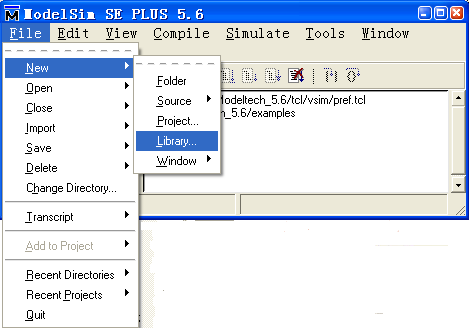 ModelSim SE PLUS 5.6
File Edit View Compile Simulate Tools Window
New
Open
Close
Import
Save
Delete
Change Directory...
Transcript
Add to Project
Recent Directories
Recent Projects
Quit
Folder
Source
Project...
Library...
Window
odeltech_5.6/tcl/vsim/pref.tcl
h_5.6/examples